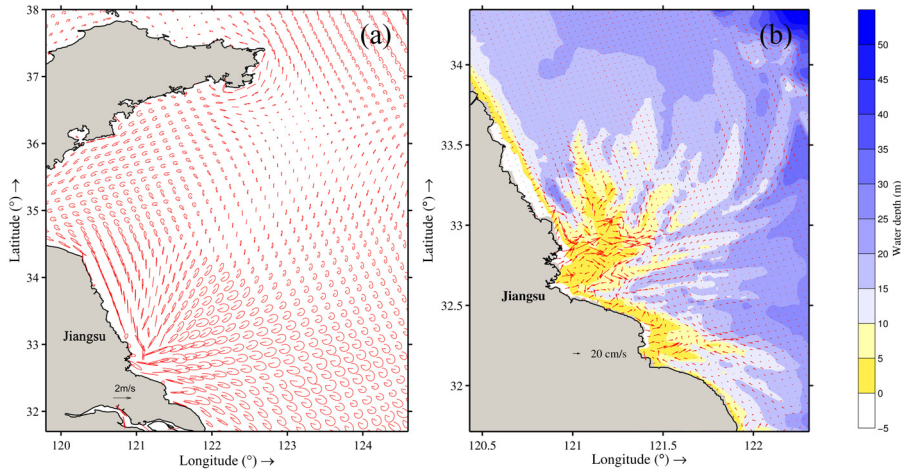 (a)
38
37
36
35
34
33
32
Latitude (°) →
Jiangsu
2m/s
120 121 122 123 124
Longitude (°) →
(b)
34
33.5
33
32.5
32
Latitude (°) →
Jiangsu
20 cm/s
120.5 121 121.5 122
Longitude (°) →
50
45
40
35
30
25
20
15
10
5
0
−5
Water depth (m)